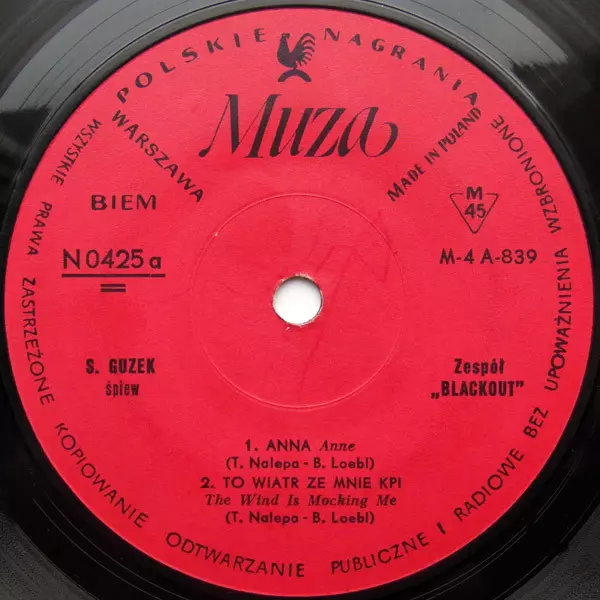 POLSKIE NAGRANIA
Muza
WARSZAWA
MADE IN POLAND
BIEM
M
45
N0425a
M-4 A-839
S. GUZEK
śpiew
Zespół
„BLACKOUT”
1. ANNA Anne
(T. Nalepa - B. Loebl)
2. TO WIATR ZE MNIE KPI
The Wind Is Mocking Me
(T. Nalepa - B. Loebl)
WSZYSTKIE PRAWA ZASTRZEŻONE KOPIOWANIE ODTWARZANIE PUBLICZNE I RADIOWE BEZ UPOWAŻNIENIA WZBRONIONE